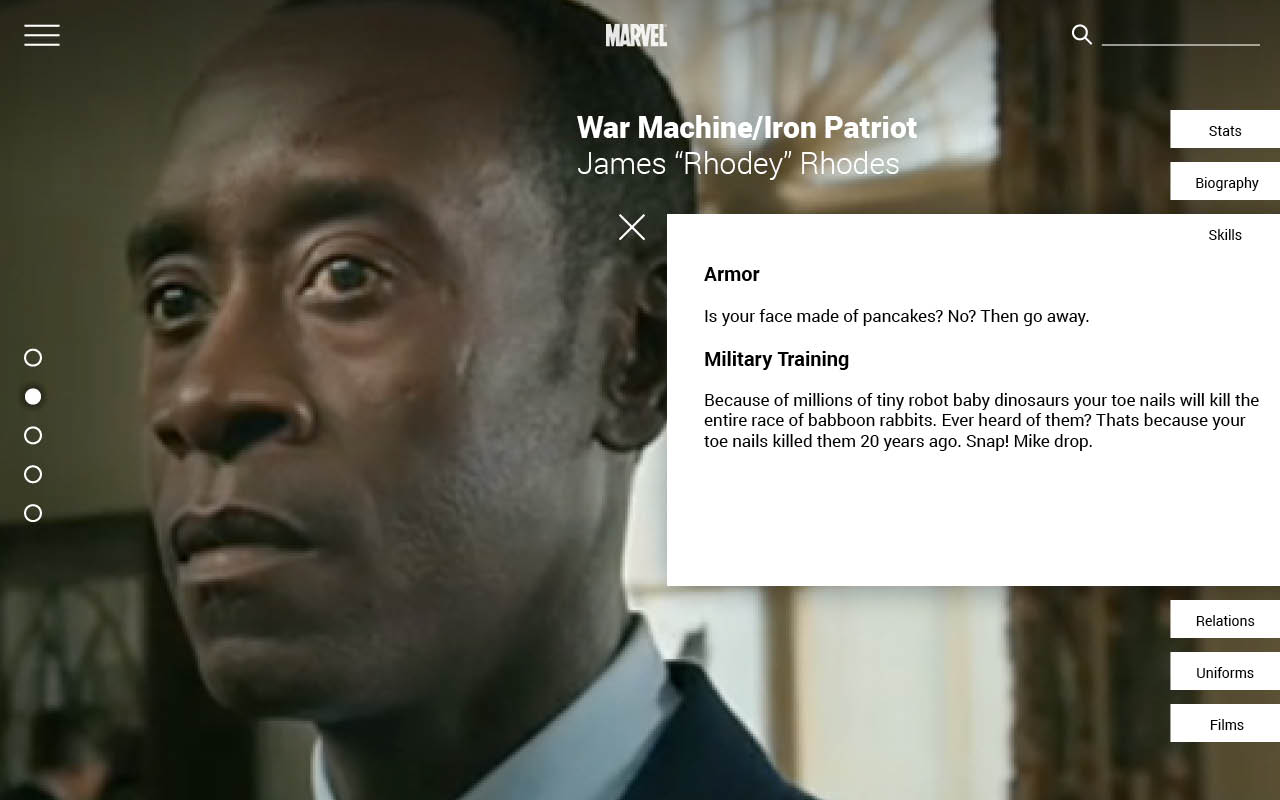 MARVEL
War Machine/Iron Patriot
James “Rhodey” Rhodes
Stats
Biography
Skills
Armor
Is your face made of pancakes? No? Then go away.
Military Training
Because of millions of tiny robot baby dinosaurs your toe nails will kill the
entire race of babboon rabbits. Ever heard of them? Thats because your
toe nails killed them 20 years ago. Snap! Mike drop.
Relations
Uniforms
Films